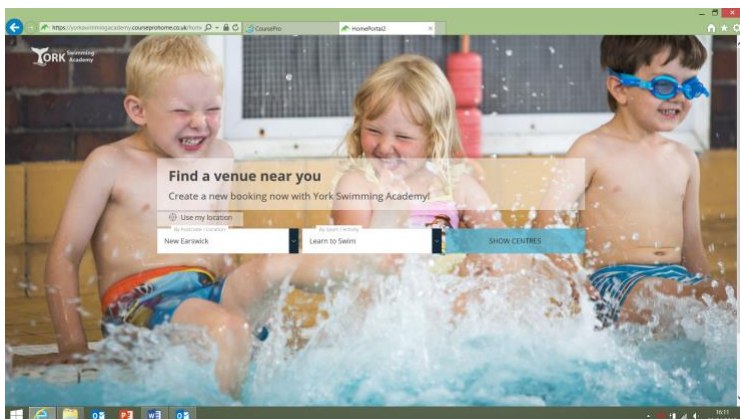 https://yorkswimmingacademy.courseprohome.co.uk/hom
CoursePro
HomePortal2
YORK Swimming
Academy
Find a venue near you
Create a new booking now with York Swimming Academy!
Use my location
By Postcode / Location
By Sport / Activity
New Earswick
Learn to Swim
SHOW CENTRES
16:11